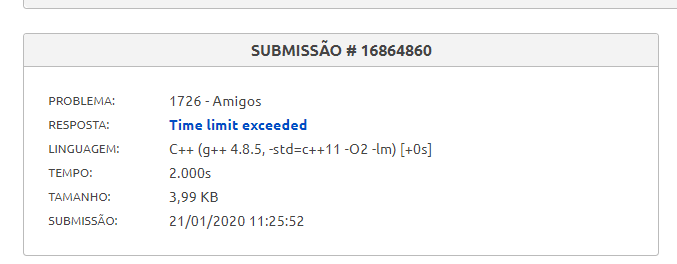 SUBMISSÃO # 16864860
PROBLEMA: 1726 - Amigos
RESPOSTA: Time limit exceeded
LINGUAGEM: C++ (g++ 4.8.5, -std=c++11 -O2 -lm) [+0s]
TEMPO: 2.000s
TAMANHO: 3,99 KB
SUBMISSÃO: 21/01/2020 11:25:52